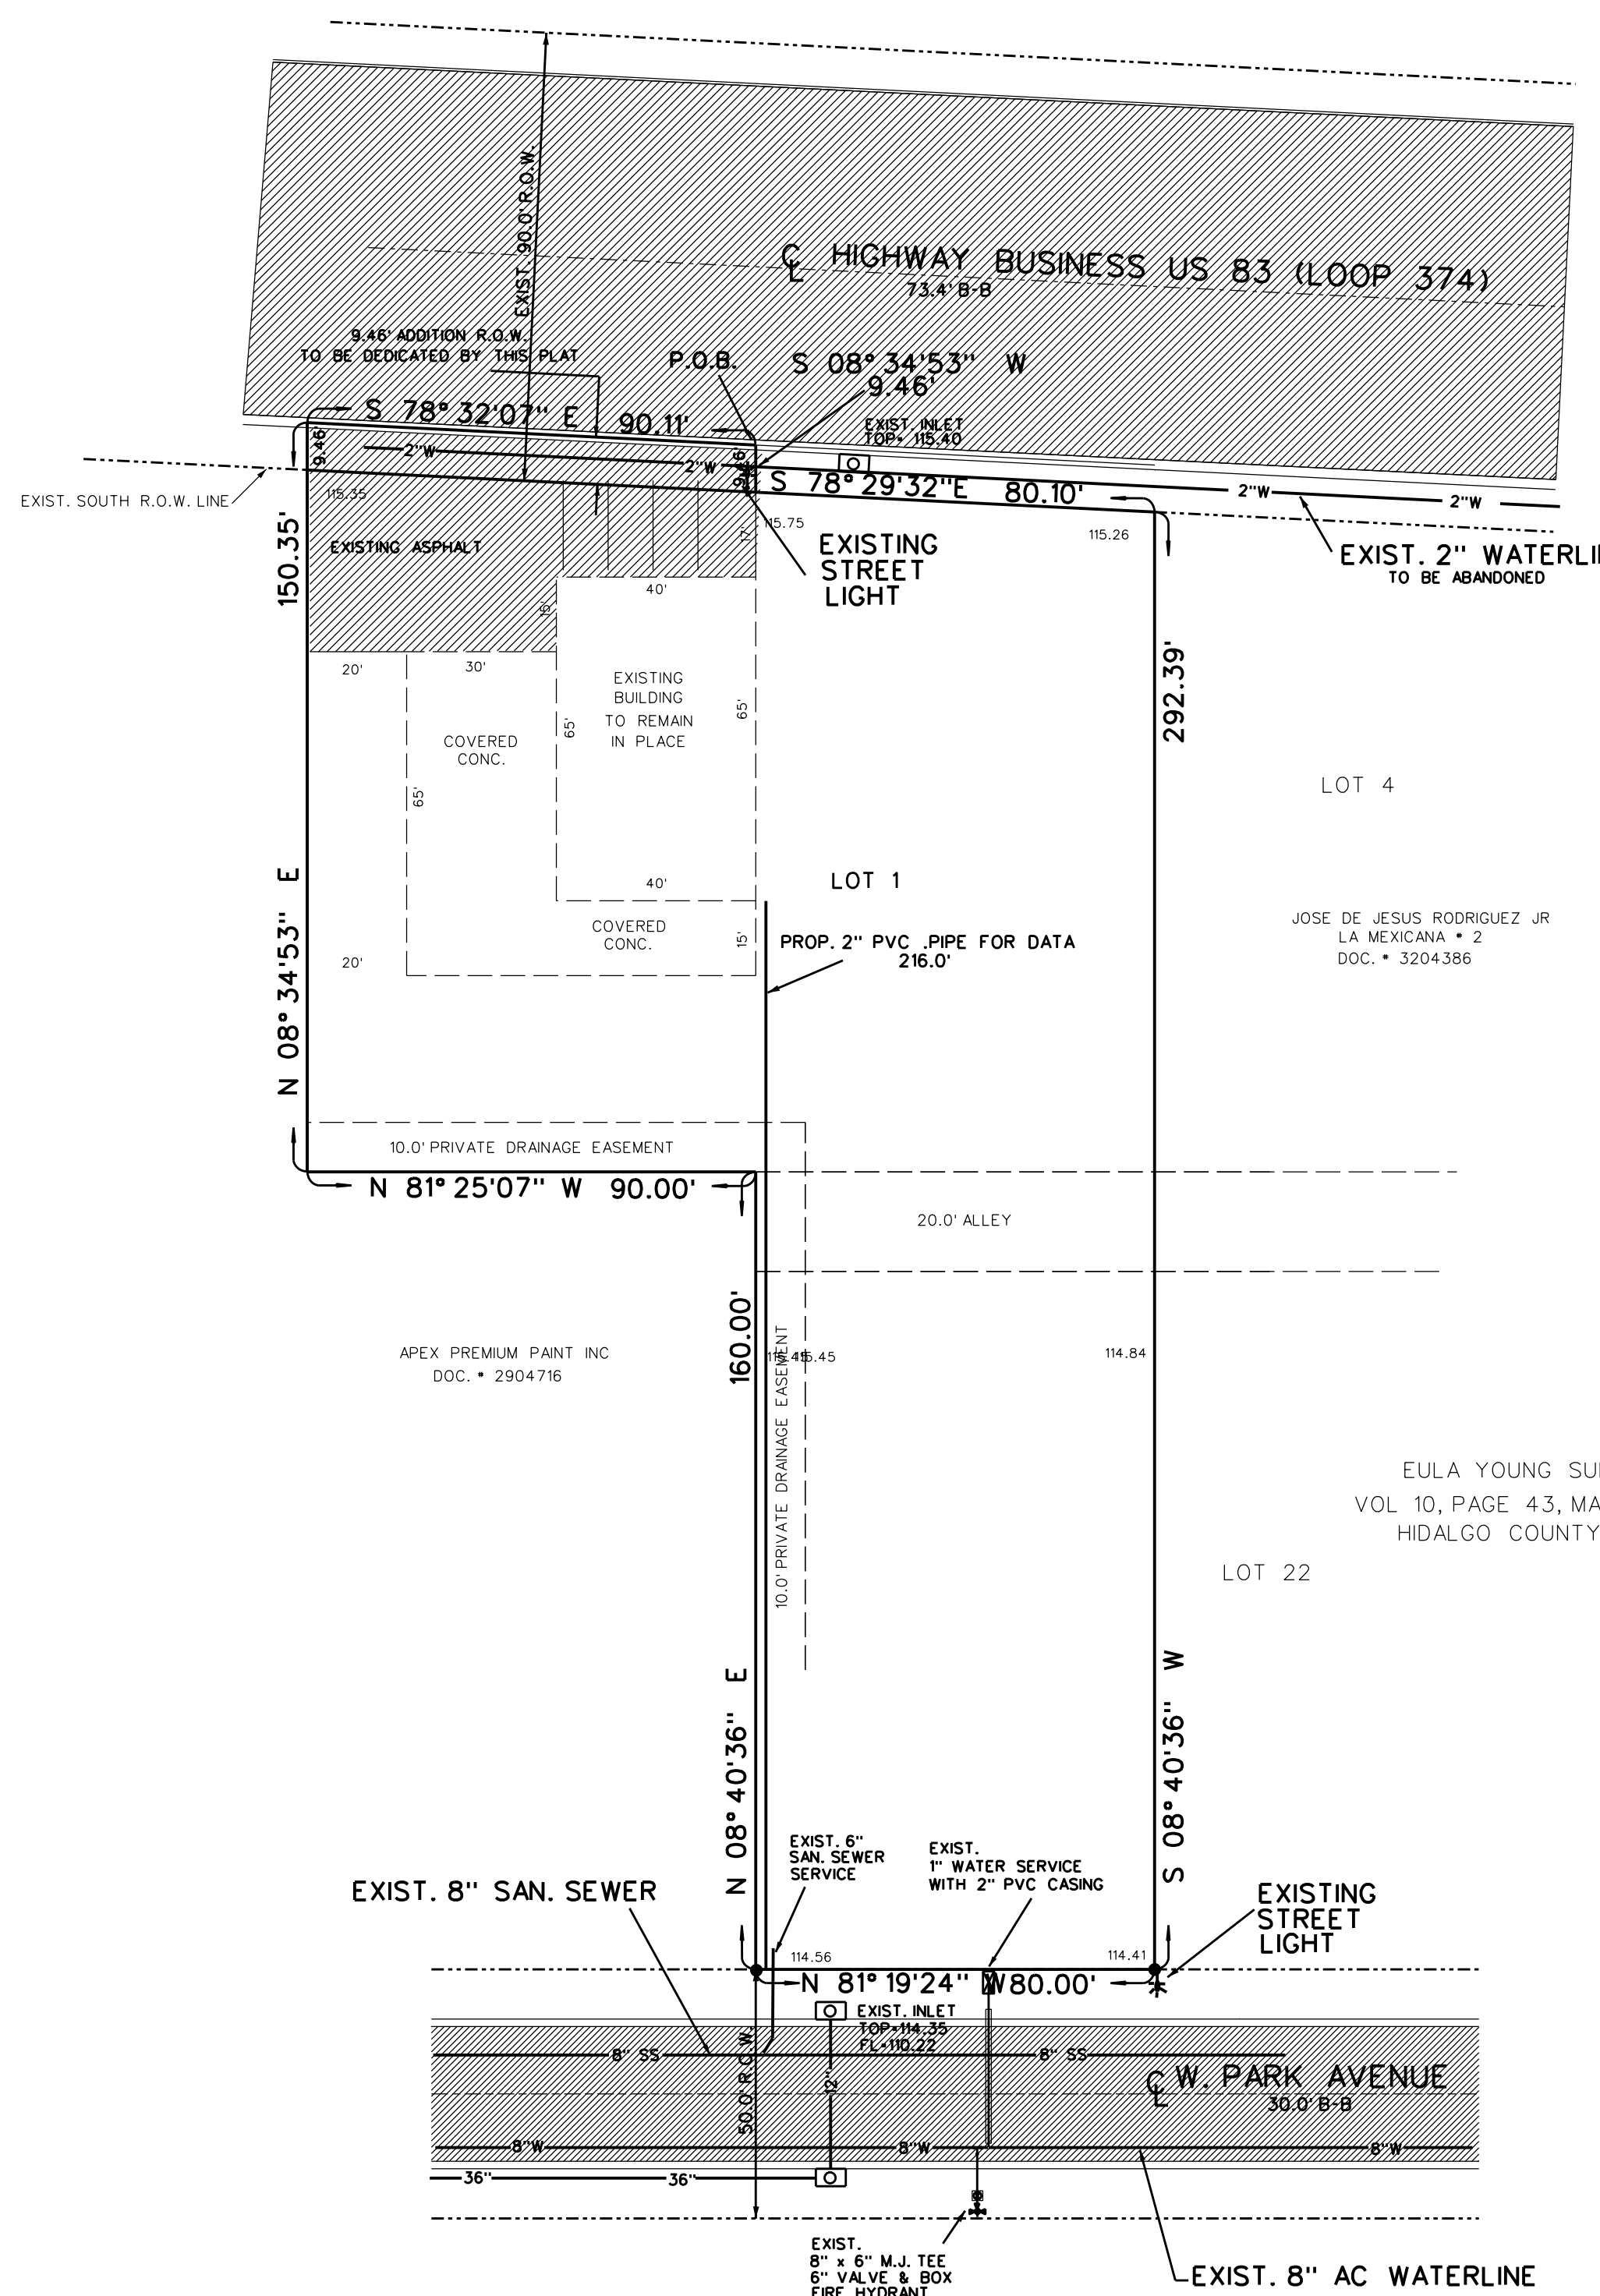 EXIST. 90.0' R.O.W.
℄ HIGHWAY BUSINESS US 83 (LOOP 374)
73.4' B-B
9.46' ADDITION R.O.W.
TO BE DEDICATED BY THIS PLAT
P.O.B.
S 08° 34'53" W
9.46'
S 78° 32'07" E 90.11'
EXIST. INLET
TOP= 115.40
9.46'
2"W
2"W
9.46'
S 78° 29'32"E 80.10'
2"W
2"W
EXIST. SOUTH R.O.W. LINE
115.35
115.75
115.26
17'
EXISTING ASPHALT
EXISTING
STREET
LIGHT
EXIST. 2" WATERLI
TO BE ABANDONED
150.35'
40'
15'
20'
30'
EXISTING
BUILDING
TO REMAIN
IN PLACE
65'
65'
COVERED
CONC.
65'
292.39'
LOT 4
40'
LOT 1
COVERED
CONC.
15'
20'
PROP. 2" PVC .PIPE FOR DATA
216.0'
JOSE DE JESUS RODRIGUEZ JR
LA MEXICANA # 2
DOC. # 3204386
N 08° 34'53" E
10.0' PRIVATE DRAINAGE EASEMENT
N 81° 25'07" W 90.00'
20.0' ALLEY
160.00'
APEX PREMIUM PAINT INC
DOC. # 2904716
115.45
115.45
114.84
10.0' PRIVATE DRAINAGE EASEMENT
EULA YOUNG SU
VOL 10, PAGE 43, MA
HIDALGO COUNTY
LOT 22
N 08° 40'36" E
S 08° 40'36" W
EXIST. 6"
SAN. SEWER
SERVICE
EXIST.
1" WATER SERVICE
WITH 2" PVC CASING
EXIST. 8" SAN. SEWER
EXISTING
STREET
LIGHT
114.56
114.41
N 81° 19'24" W 80.00'
EXIST. INLET
TOP=114.35
FL=110.22
50.0' R.O.W.
8" SS
8" SS
12"
℄ W. PARK AVENUE
30.0' B-B
8"W
8"W
8"W
36"
36"
EXIST.
8" x 6" M.J. TEE
6" VALVE & BOX
FIRE HYDRANT
EXIST. 8" AC WATERLINE